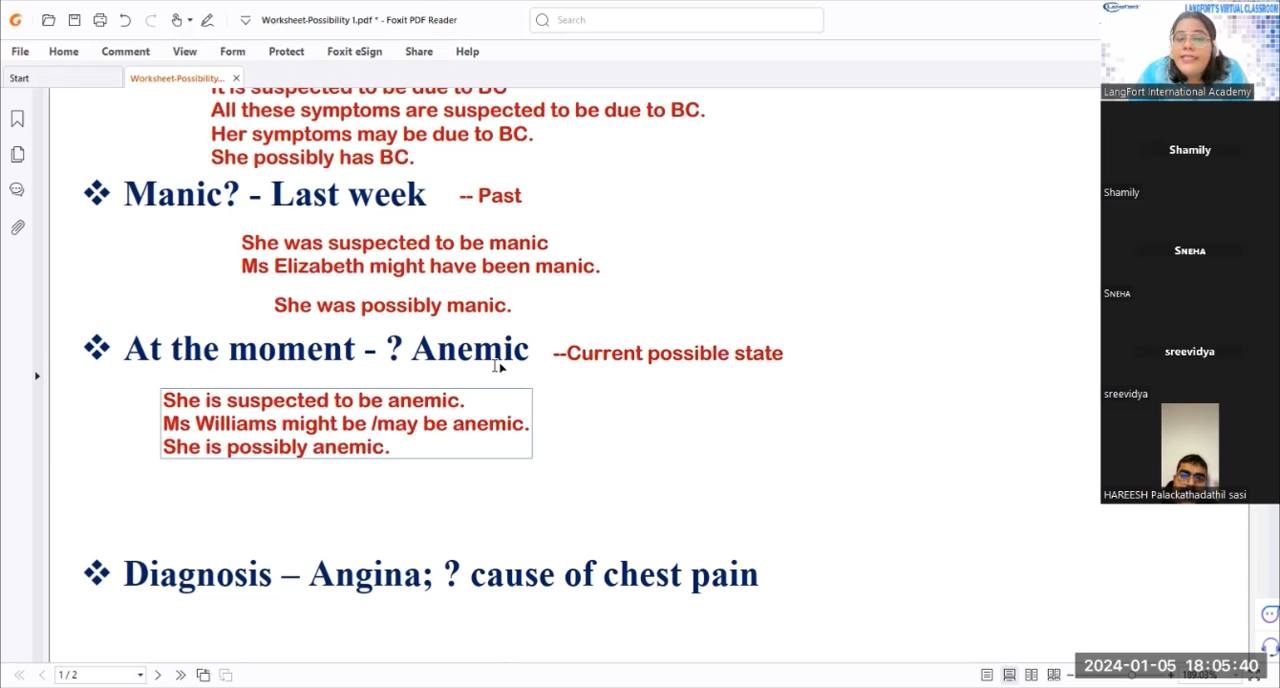 Worksheet-Possibility 1.pdf * - Foxit PDF Reader
Search
File Home Comment View Form Protect Foxit eSign Share Help
Start
Worksheet-Possibility...
It is suspected to be due to BC
All these symptoms are suspected to be due to BC.
Her symptoms may be due to BC.
She possibly has BC.
❖ Manic? - Last week -- Past
She was suspected to be manic
Ms Elizabeth might have been manic.
She was possibly manic.
❖ At the moment - ? Anemic --Current possible state
She is suspected to be anemic.
Ms Williams might be /may be anemic.
She is possibly anemic.
❖ Diagnosis – Angina; ? cause of chest pain
1 / 2
189.03%
LangFort
LANGFORT'S VIRTUAL CLASSROOM
LangFort International Academy
Shamily
Shamily
SNEHA
SNEHA
sreevidya
sreevidya
HAREESH Palackathadathil sasi
2024-01-05 18:05:40